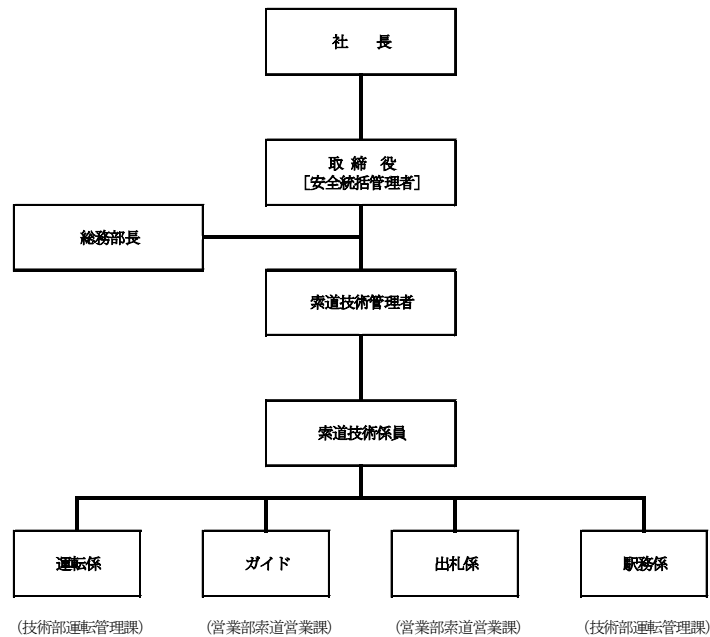 社　長
取 締 役
[安全統括管理者]
総務部長
索道技術管理者
索道技術係員
運転係
ガイド
出札係
駅務係
(技術部運転管理課)
(営業部索道営業課)
(営業部索道営業課)
(技術部運転管理課)